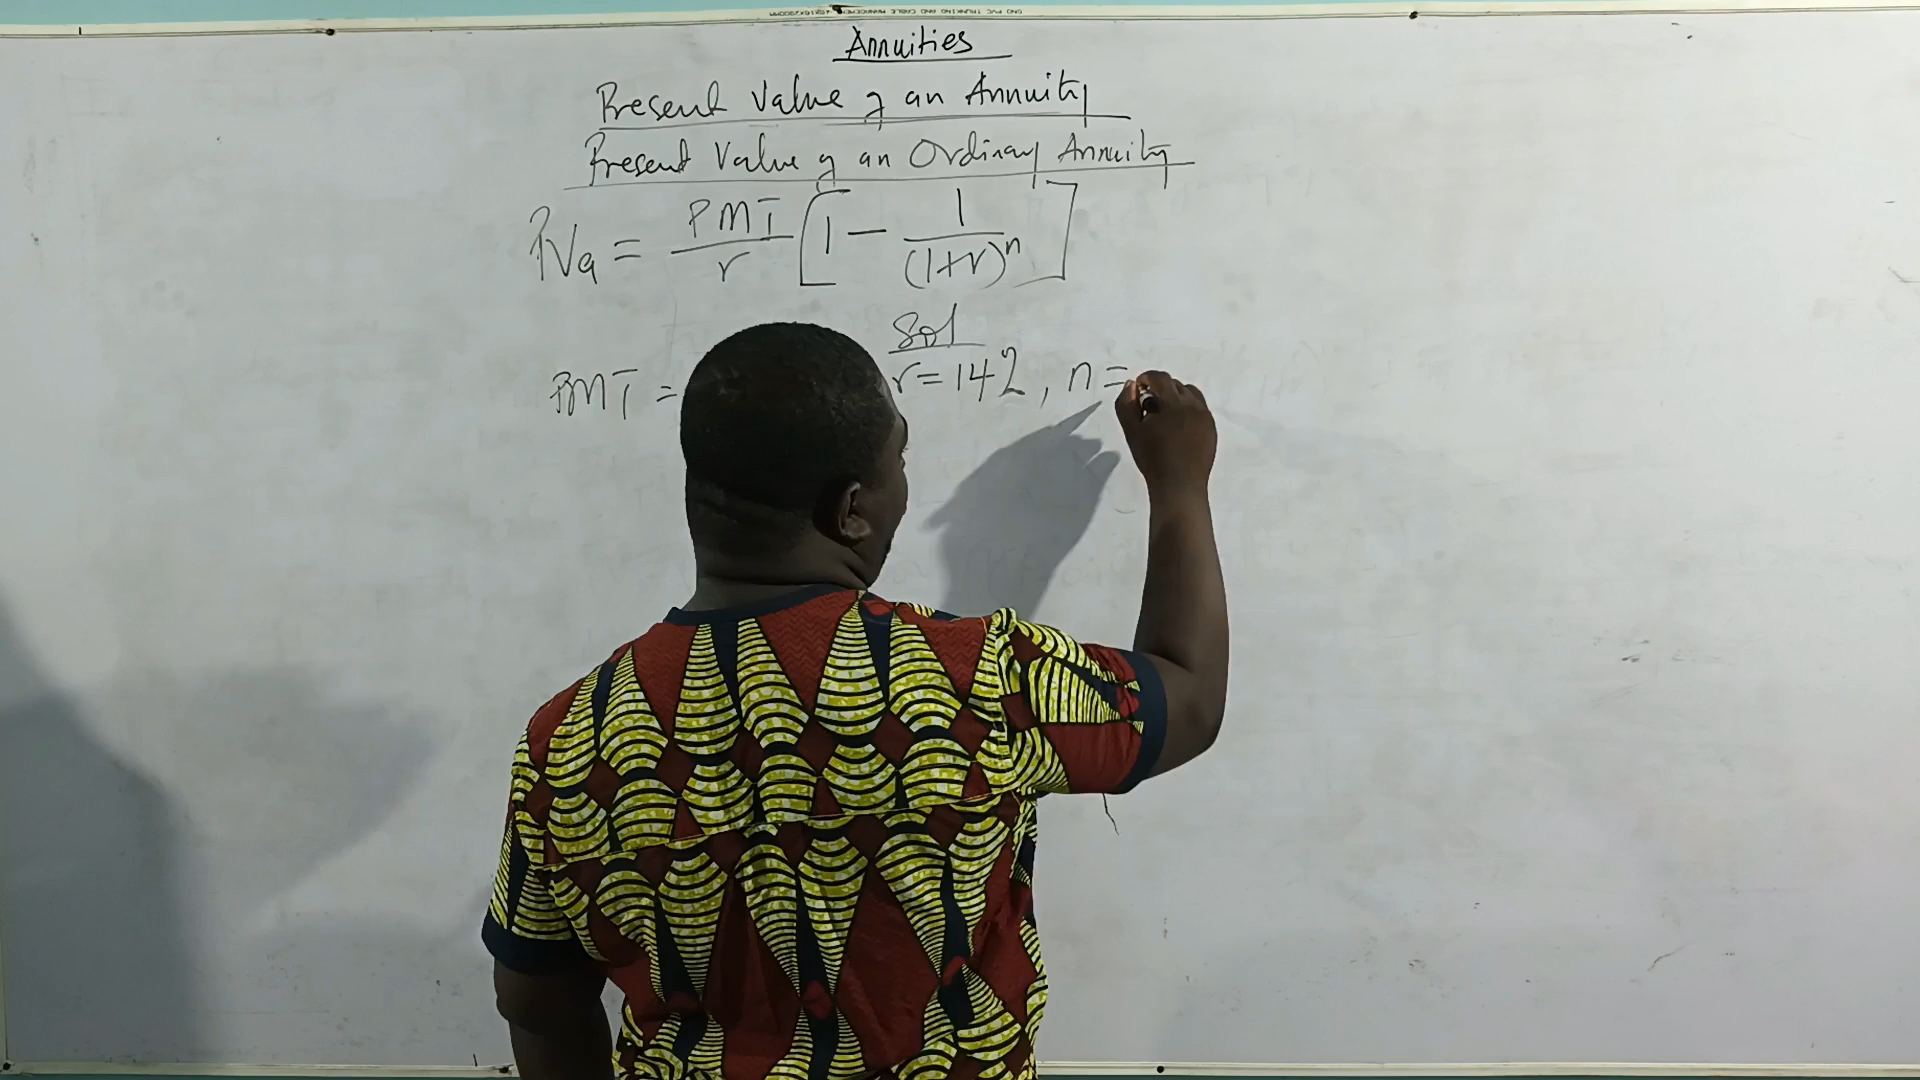 Annuities
Present Value of an Annuity
Present Value of an Ordinary Annuity
PVa = PMT/r [1 - 1/(1+r)^n]
Sol
PMT = r = 14%, n =